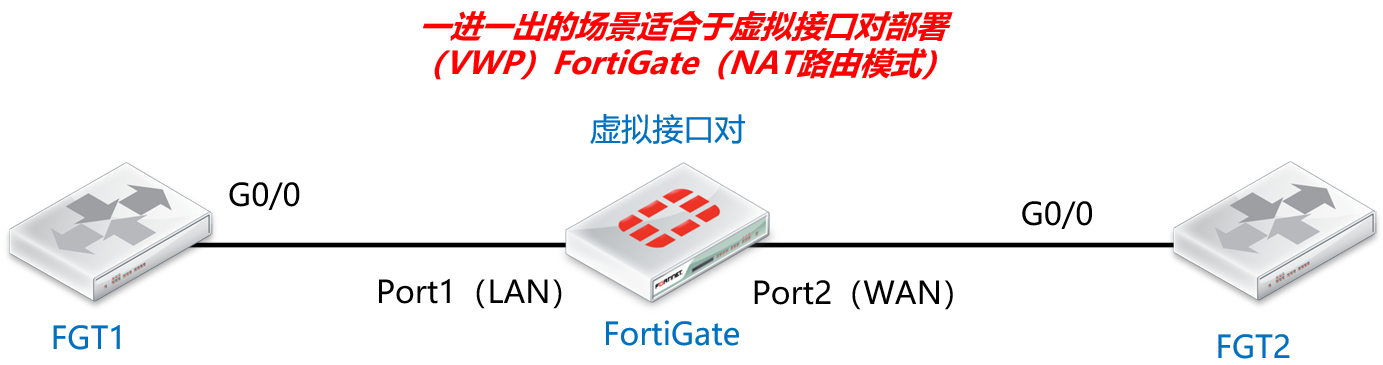 一进一出的场景适合于虚拟接口对部署
（VWP）FortiGate（NAT路由模式）
虚拟接口对
G0/0
G0/0
Port1（LAN）
Port2（WAN）
FORTINET
FGT1
FortiGate
FGT2